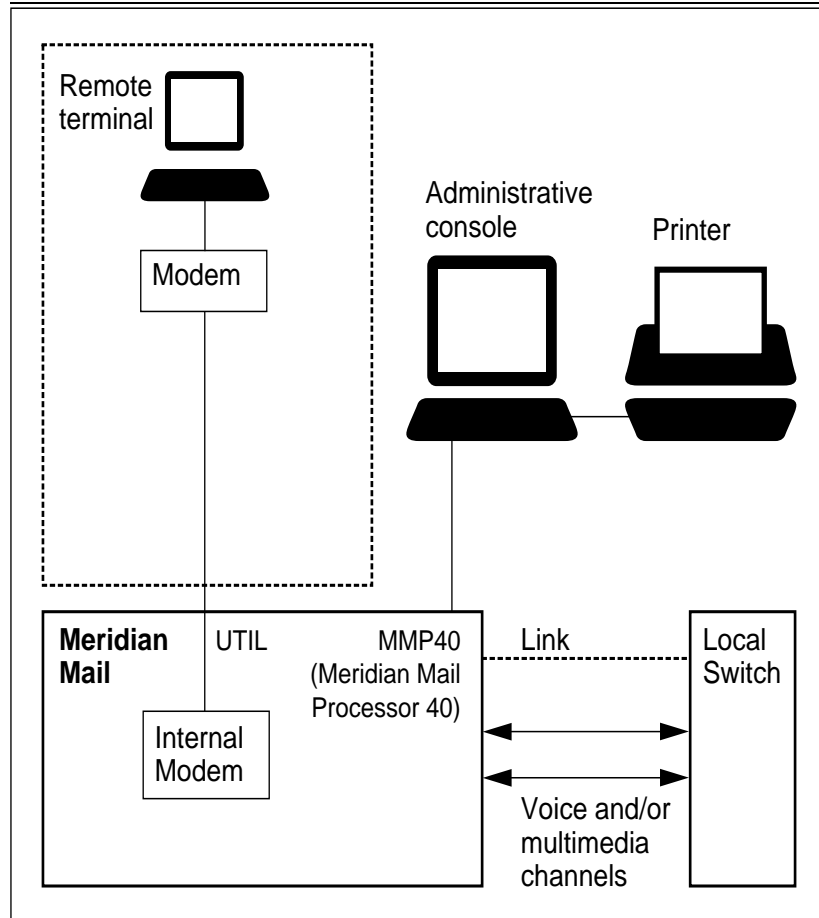 Remote
terminal
Modem
Administrative
console
Printer
Meridian
Mail
UTIL
MMP40
(Meridian Mail
Processor 40)
Internal
Modem
Link
Local
Switch
Voice and/or
multimedia
channels